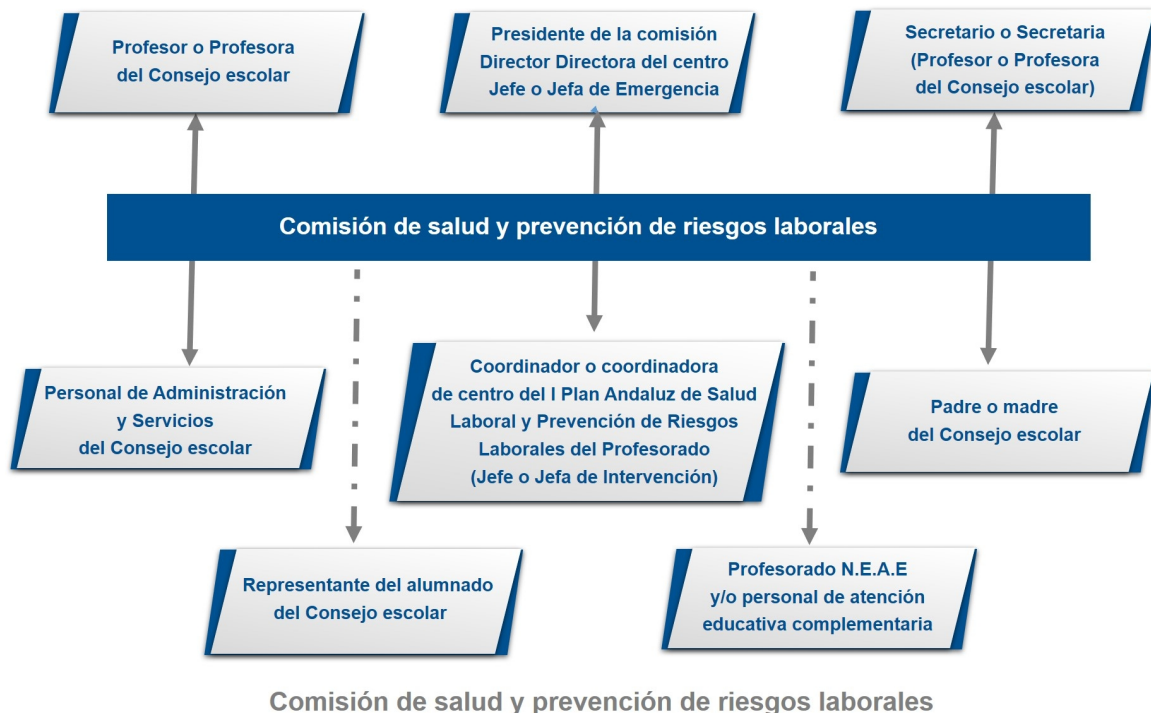 Profesor o Profesora
del Consejo escolar
Presidente de la comisión
Director Directora del centro
Jefe o Jefa de Emergencia
Secretario o Secretaria
(Profesor o Profesora
del Consejo escolar)
Comisión de salud y prevención de riesgos laborales
Personal de Administración
y Servicios
del Consejo escolar
Coordinador o coordinadora
de centro del I Plan Andaluz de Salud
Laboral y Prevención de Riesgos
Laborales del Profesorado
(Jefe o Jefa de Intervención)
Padre o madre
del Consejo escolar
Representante del alumnado
del Consejo escolar
Profesorado N.E.A.E
y/o personal de atención
educativa complementaria
Comisión de salud y prevención de riesgos laborales